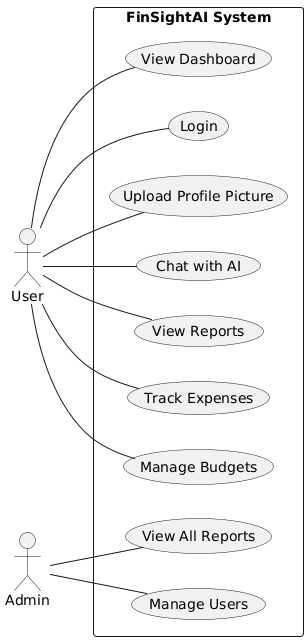 FinSightAI System
View Dashboard
Login
Upload Profile Picture
Chat with AI
User
View Reports
Track Expenses
Manage Budgets
View All Reports
Admin
Manage Users